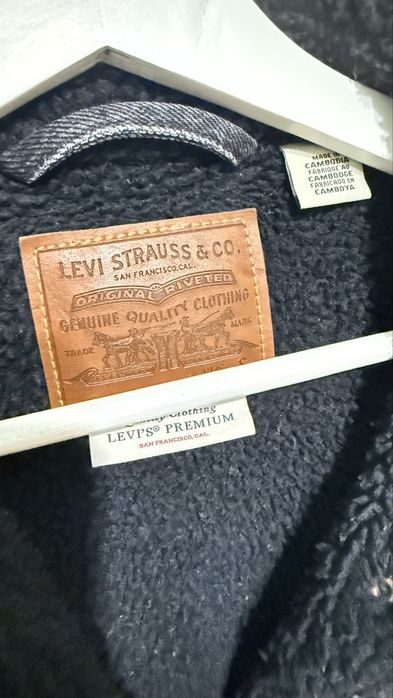 MADE IN
CAMBODIA
FABRIQUE AU
CAMBODGE
FABRICADO EN
CAMBOYA
LEVI STRAUSS & CO.
SAN FRANCISCO, CAL.
ORIGINAL RIVETED
GENUINE QUALITY CLOTHING
TRADE MARK
Quality Clothing
LEVI'S® PREMIUM
SAN FRANCISCO, CAL.